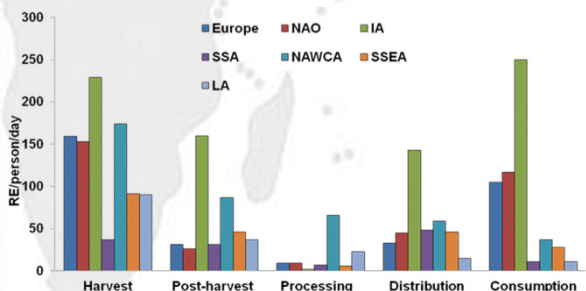 300
250
200
150
100
50
0
RE/person/day
Europe NAO IA
SSA NAWCA SSEA
LA
Harvest Post-harvest Processing Distribution Consumption